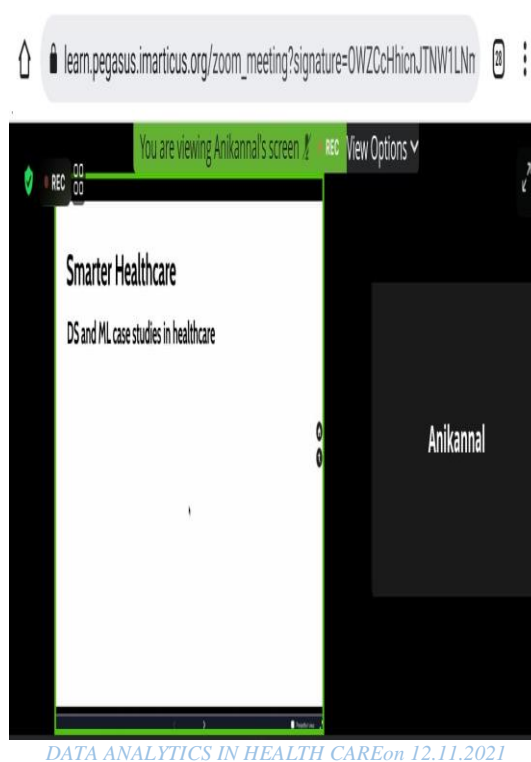 learn.pegasus.imarticus.org/zoom_meeting?signature=OWZCcHhicnJTNW1LNn
28
You are viewing Anikannal's screen
REC
View Options
REC
Smarter Healthcare
DS and ML case studies in healthcare
Anikannal
DATA ANALYTICS IN HEALTH CAREon 12.11.2021